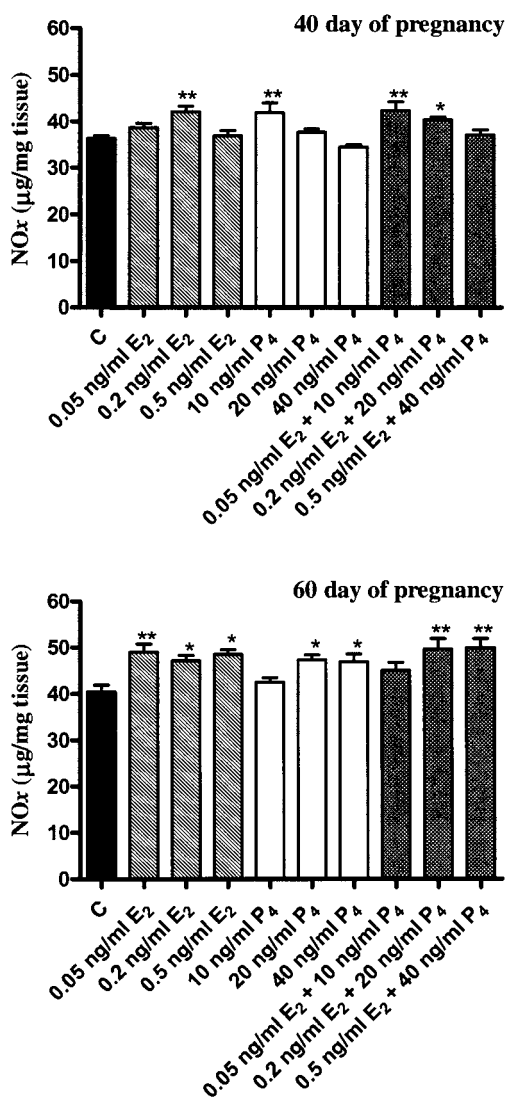 40 day of pregnancy
NOx (µg/mg tissue)
60
50
40
30
20
10
0
** ** ** *
C
0.05 ng/ml E2
0.2 ng/ml E2
0.5 ng/ml E2
10 ng/ml P4
20 ng/ml P4
40 ng/ml P4
0.05 ng/ml E2 + 10 ng/ml P4
0.2 ng/ml E2 + 20 ng/ml P4
0.5 ng/ml E2 + 40 ng/ml P4
60 day of pregnancy
NOx (µg/mg tissue)
60
50
40
30
20
10
0
** * * * * ** **
C
0.05 ng/ml E2
0.2 ng/ml E2
0.5 ng/ml E2
10 ng/ml P4
20 ng/ml P4
40 ng/ml P4
0.05 ng/ml E2 + 10 ng/ml P4
0.2 ng/ml E2 + 20 ng/ml P4
0.5 ng/ml E2 + 40 ng/ml P4